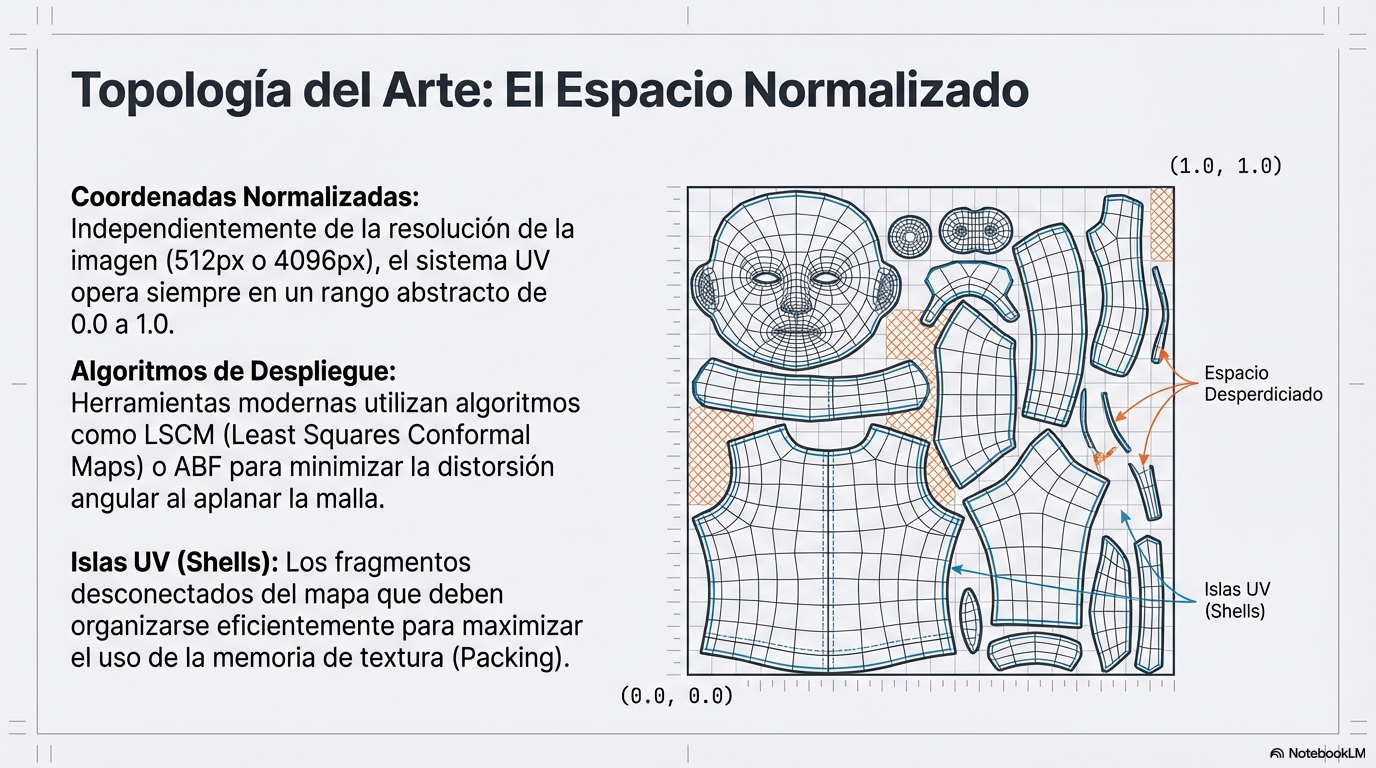 Topología del Arte: El Espacio Normalizado
Coordenadas Normalizadas:
Independientemente de la resolución de la
imagen (512px o 4096px), el sistema UV
opera siempre en un rango abstracto de
0.0 a 1.0.
Algoritmos de Despliegue:
Herramientas modernas utilizan algoritmos
como LSCM (Least Squares Conformal
Maps) o ABF para minimizar la distorsión
angular al aplanar la malla.
Islas UV (Shells): Los fragmentos
desconectados del mapa que deben
organizarse eficientemente para maximizar
el uso de la memoria de textura (Packing).
(1.0, 1.0)
Espacio
Desperdiciado
Islas UV
(Shells)
(0.0, 0.0)
NotebookLM